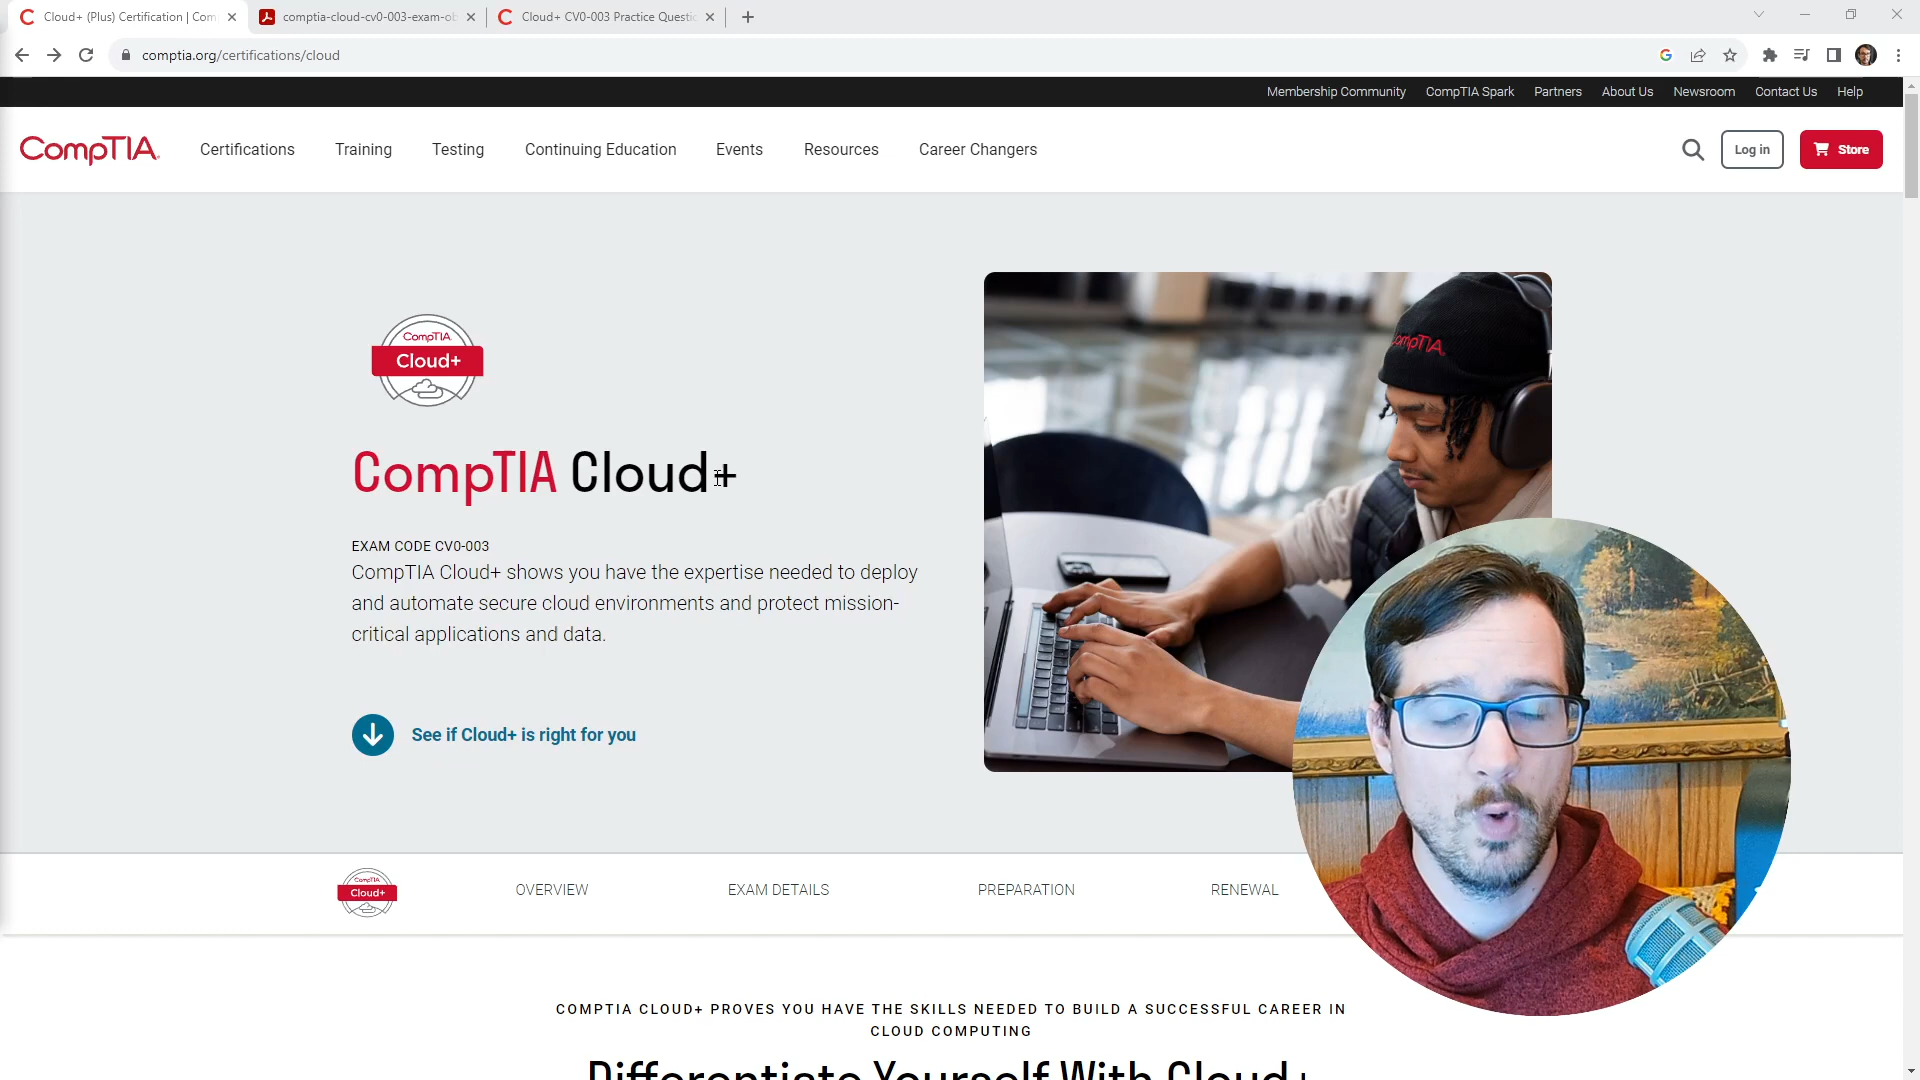 Cloud+ (Plus) Certification | Com
comptia-cloud-cv0-003-exam-ob
Cloud+ CV0-003 Practice Questi
comptia.org/certifications/cloud
Membership Community CompTIA Spark Partners About Us Newsroom Contact Us Help
CompTIA
Certifications Training Testing Continuing Education Events Resources Career Changers
Log in
Store
CompTIA
Cloud+
CompTIA
CompTIA Cloud+
EXAM CODE CV0-003
CompTIA Cloud+ shows you have the expertise needed to deploy
and automate secure cloud environments and protect mission-
critical applications and data.
See if Cloud+ is right for you
CompTIA
Cloud+
OVERVIEW EXAM DETAILS PREPARATION RENEWAL
COMPTIA CLOUD+ PROVES YOU HAVE THE SKILLS NEEDED TO BUILD A SUCCESSFUL CAREER IN
CLOUD COMPUTING
Differentiate Yourself With Cloud+